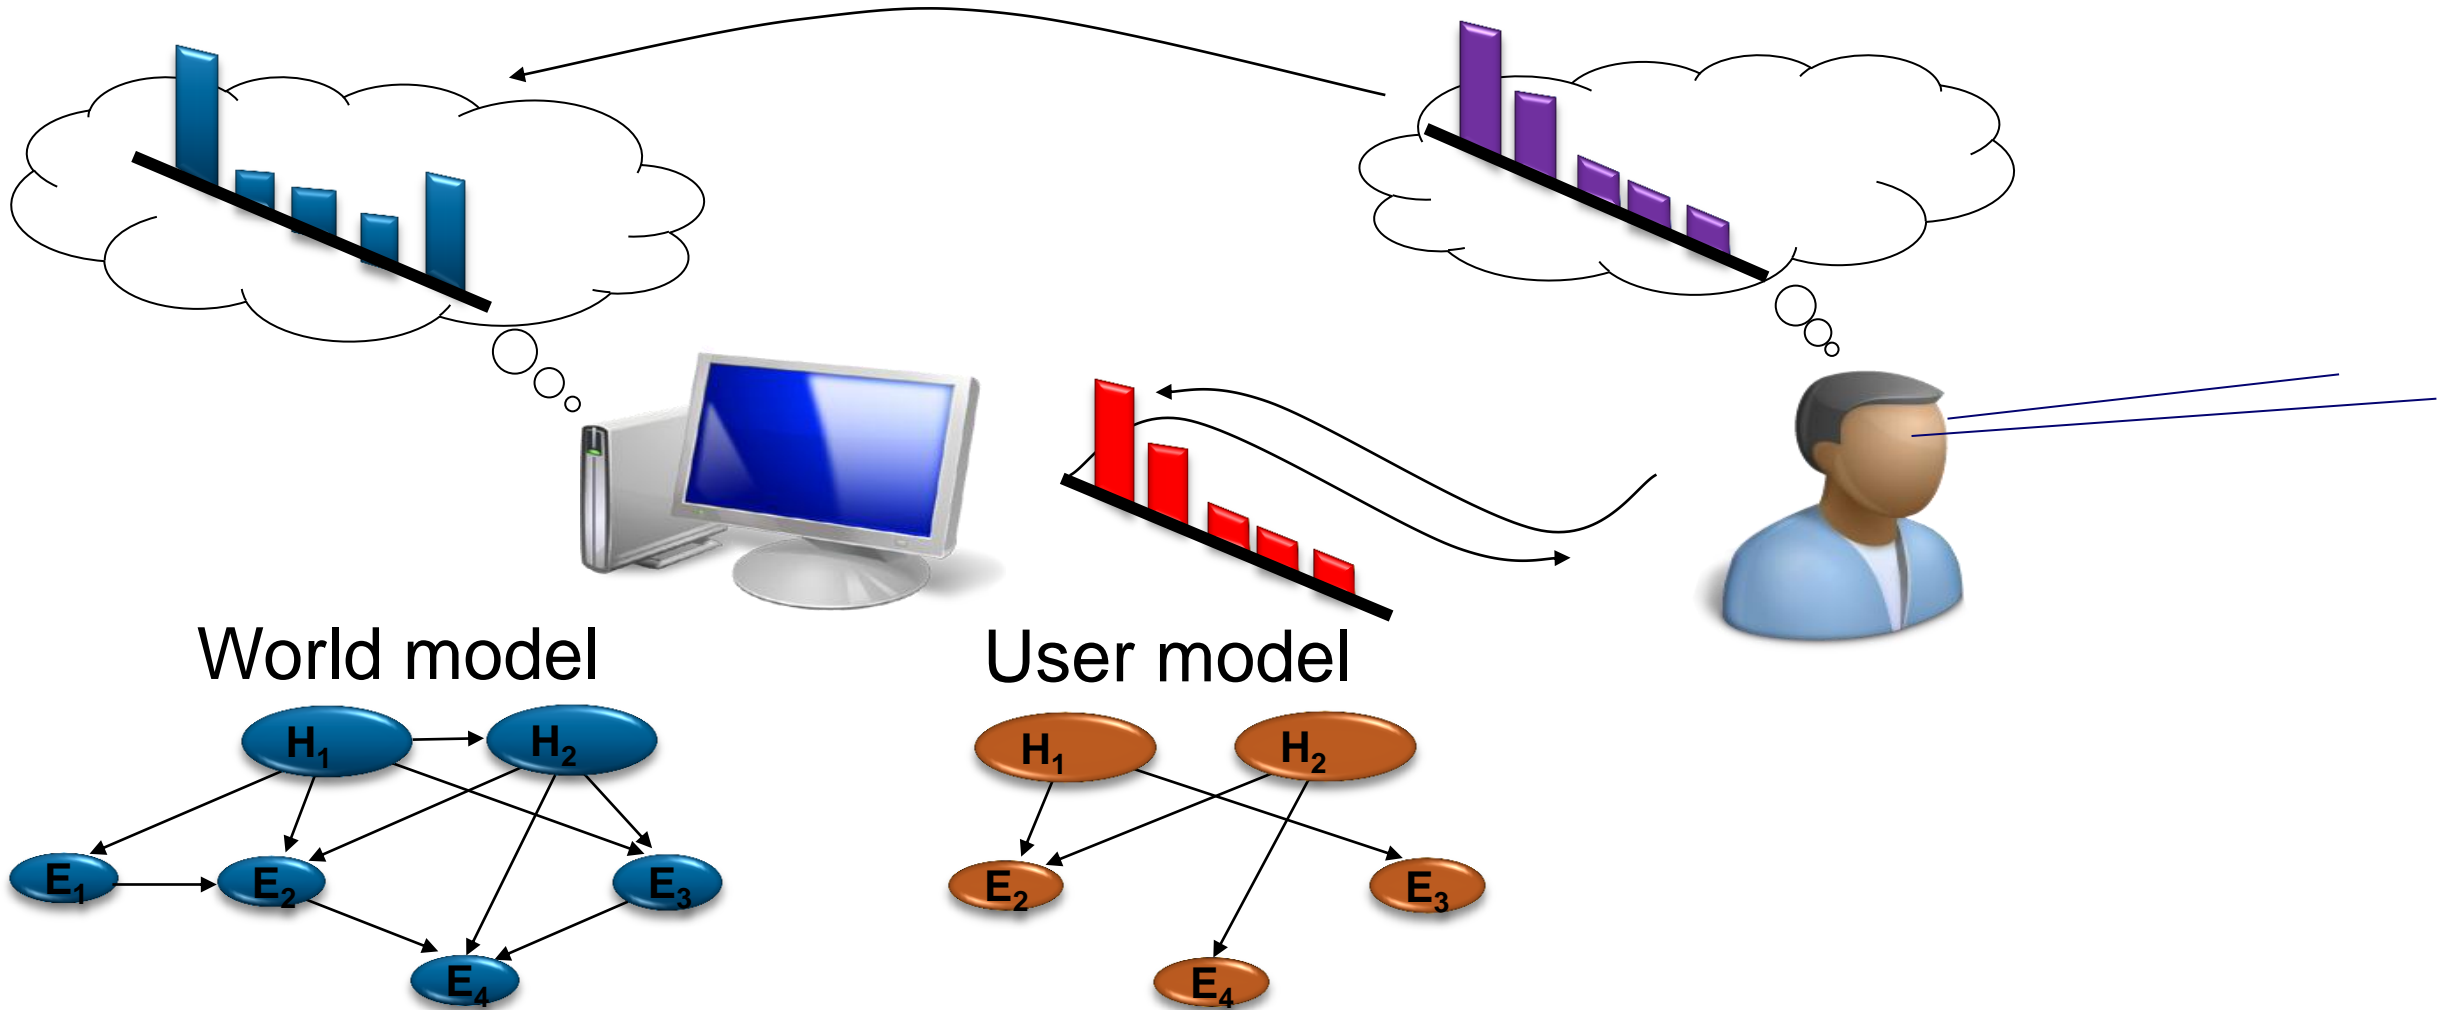 World model
User model
H1 H2
H1 H2
E1 E2 E3
E2 E3
E4
E4